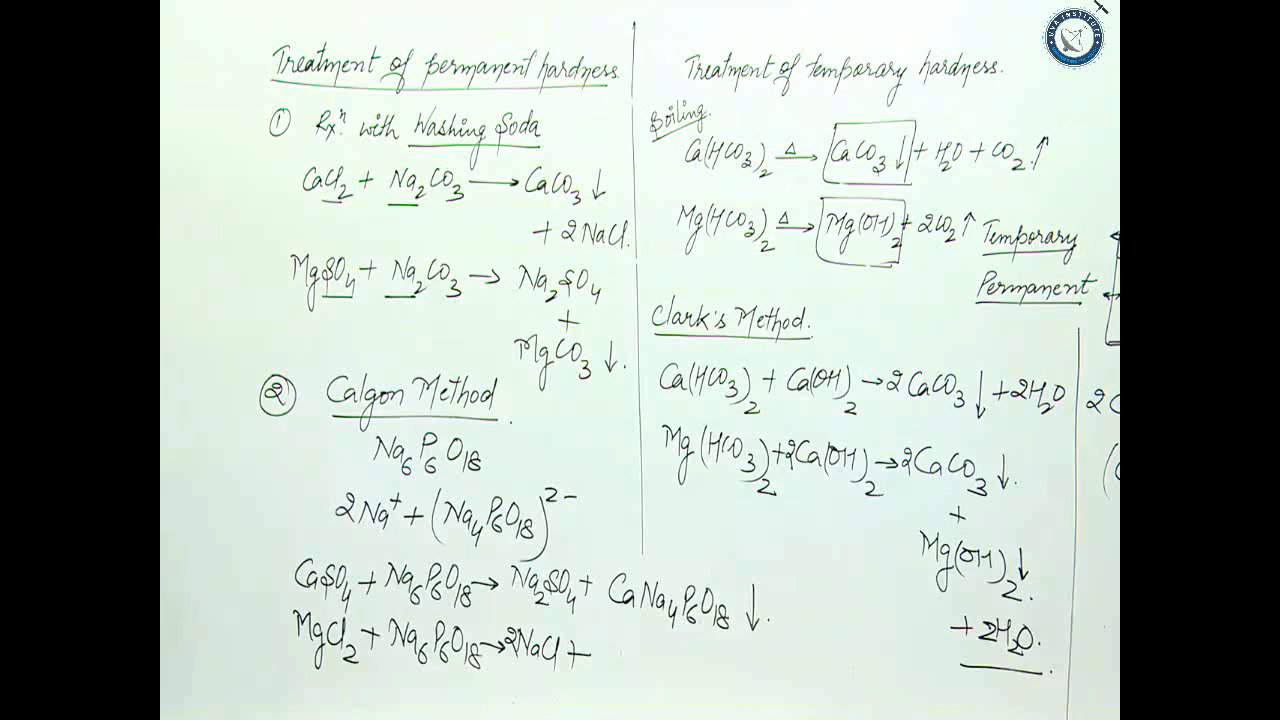 Treatment of permanent hardness.
① Rxⁿ. with Washing Soda
CaCl₂ + Na₂CO₃ → CaCO₃ ↓
+ 2NaCl.
MgSO₄ + Na₂CO₃ → Na₂SO₄
+
MgCO₃ ↓.
② Calgon Method.
Na₆P₆O₁₈
2Na⁺ + (Na₄P₆O₁₈)²⁻
CaSO₄ + Na₆P₆O₁₈ → Na₂SO₄ + CaNa₄P₆O₁₈ ↓.
MgCl₂ + Na₆P₆O₁₈ → 2NaCl +
Treatment of temporary hardness.
Boiling.
Ca(HCO₃)₂ —Δ→ CaCO₃ ↓ + H₂O + CO₂ ↑
Mg(HCO₃)₂ —Δ→ Mg(OH)₂ + 2CO₂ ↑
Temporary
Permanent
Clark's Method.
Ca(HCO₃)₂ + Ca(OH)₂ → 2CaCO₃ ↓ + 2H₂O
Mg(HCO₃)₂ + 2Ca(OH)₂ → 2CaCO₃ ↓.
+
Mg(OH)₂ ↓.
+ 2H₂O.
2C
VVA INSTITUTE